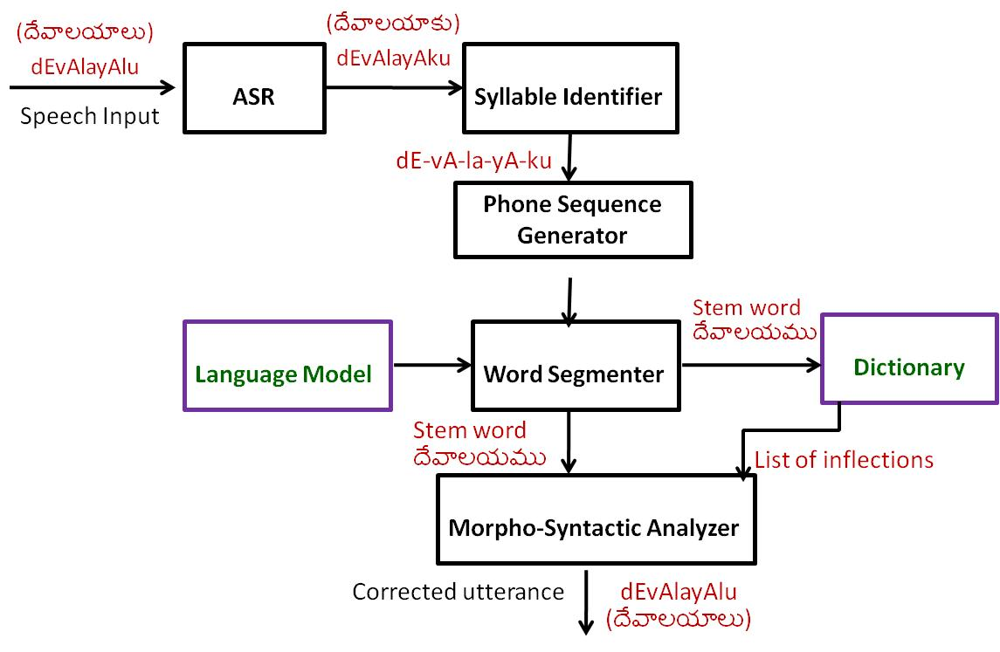 (దేవాలయాలు)
dEvAlayAlu
Speech Input
ASR
(దేవాలయాకు)
dEvAlayAku
Syllable Identifier
dE-vA-la-yA-ku
Phone Sequence
Generator
Language Model
Word Segmenter
Stem word
దేవాలయము
Dictionary
Stem word
దేవాలయము
List of inflections
Morpho-Syntactic Analyzer
Corrected utterance
dEvAlayAlu
(దేవాలయాలు)